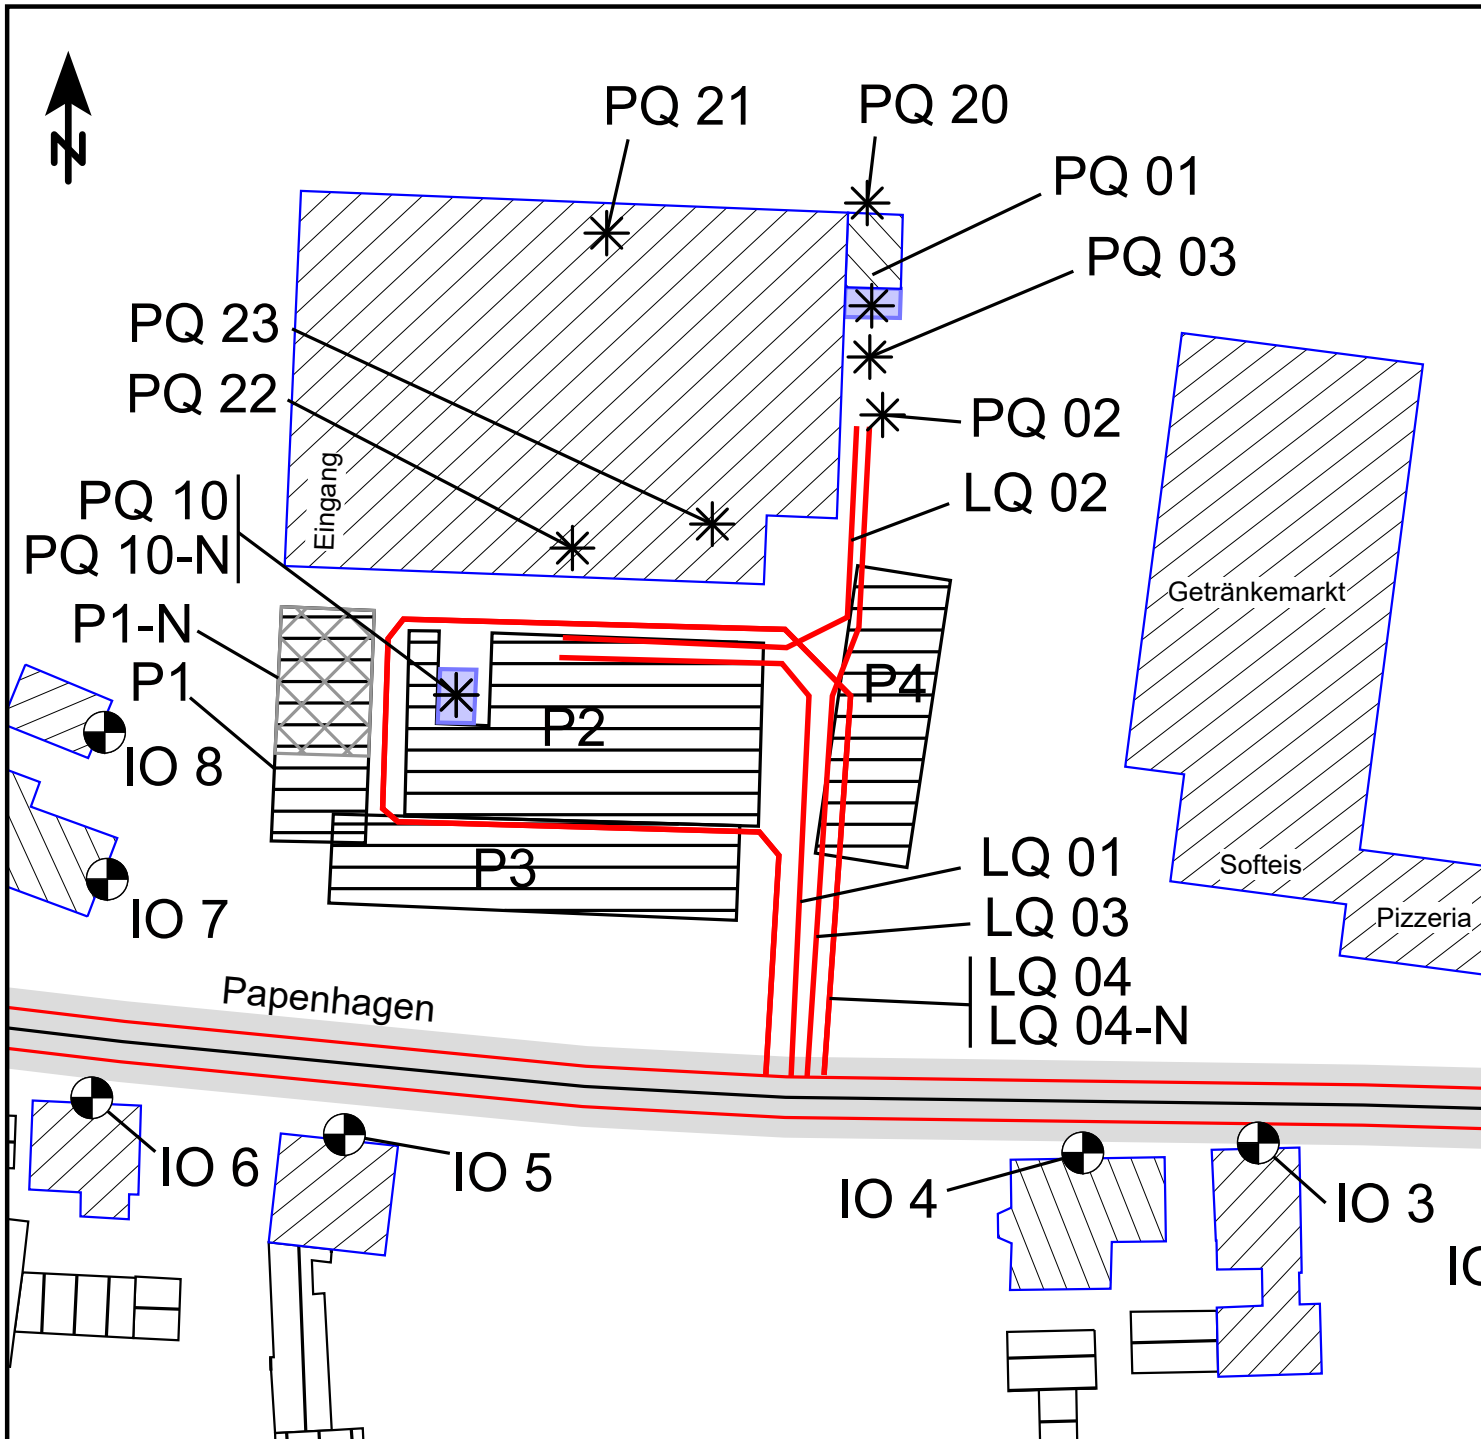 N
PQ 21
PQ 20
PQ 01
PQ 03
PQ 23
PQ 22
PQ 02
Eingang
PQ 10
PQ 10-N
LQ 02
Getränkemarkt
P1-N
P1
P4
P2
IO 8
P3
LQ 01
Softeis
IO 7
LQ 03
Pizzeria
LQ 04
LQ 04-N
Papenhagen
IO 6
IO 5
IO 4
IO 3